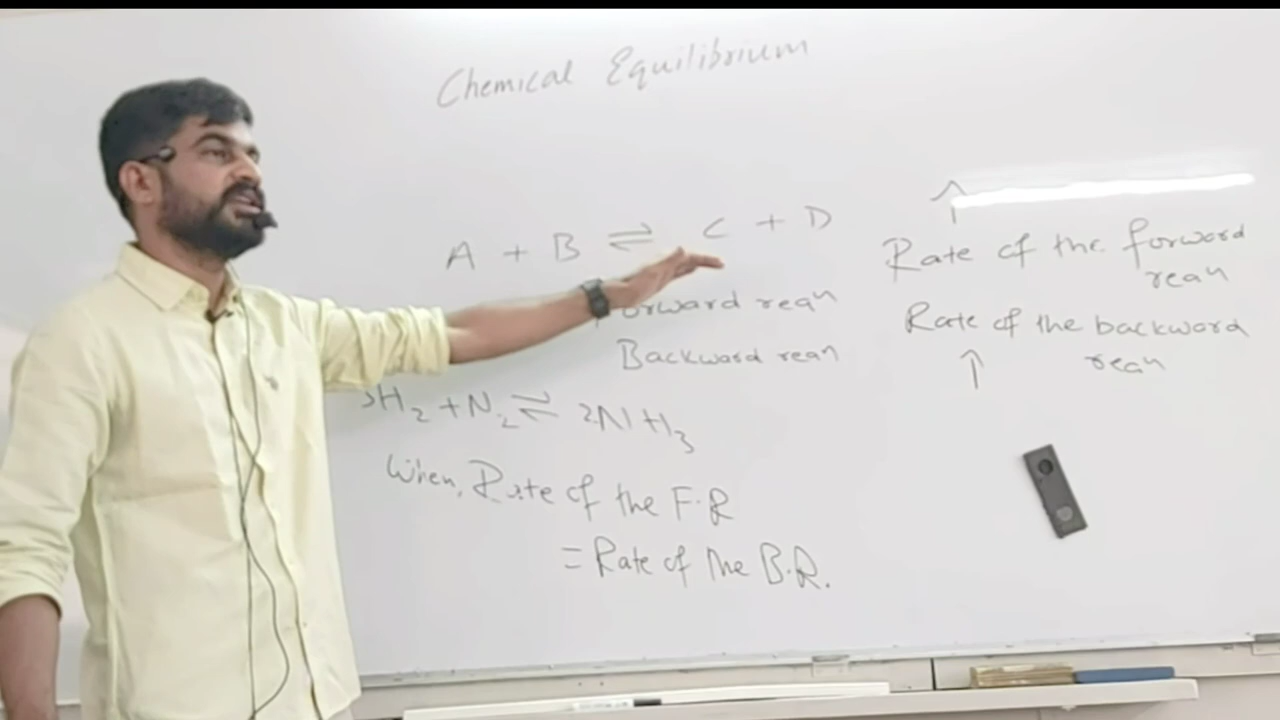 Chemical Equilibrium
A + B ⇌ C + D
Forward reaⁿ
Backward reaⁿ
3H₂ + N₂ ⇌ 2NH₃
When, Rate of the F.R
= Rate of the B.R.
↑
Rate of the forward
reaⁿ
Rate of the backward
reaⁿ
↑